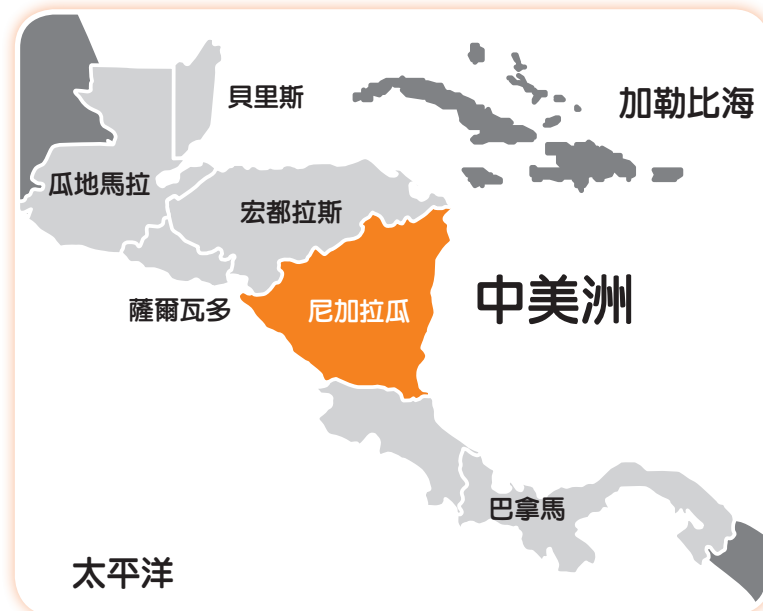 貝里斯
加勒比海
瓜地馬拉
宏都拉斯
薩爾瓦多
尼加拉瓜
中美洲
巴拿馬
太平洋